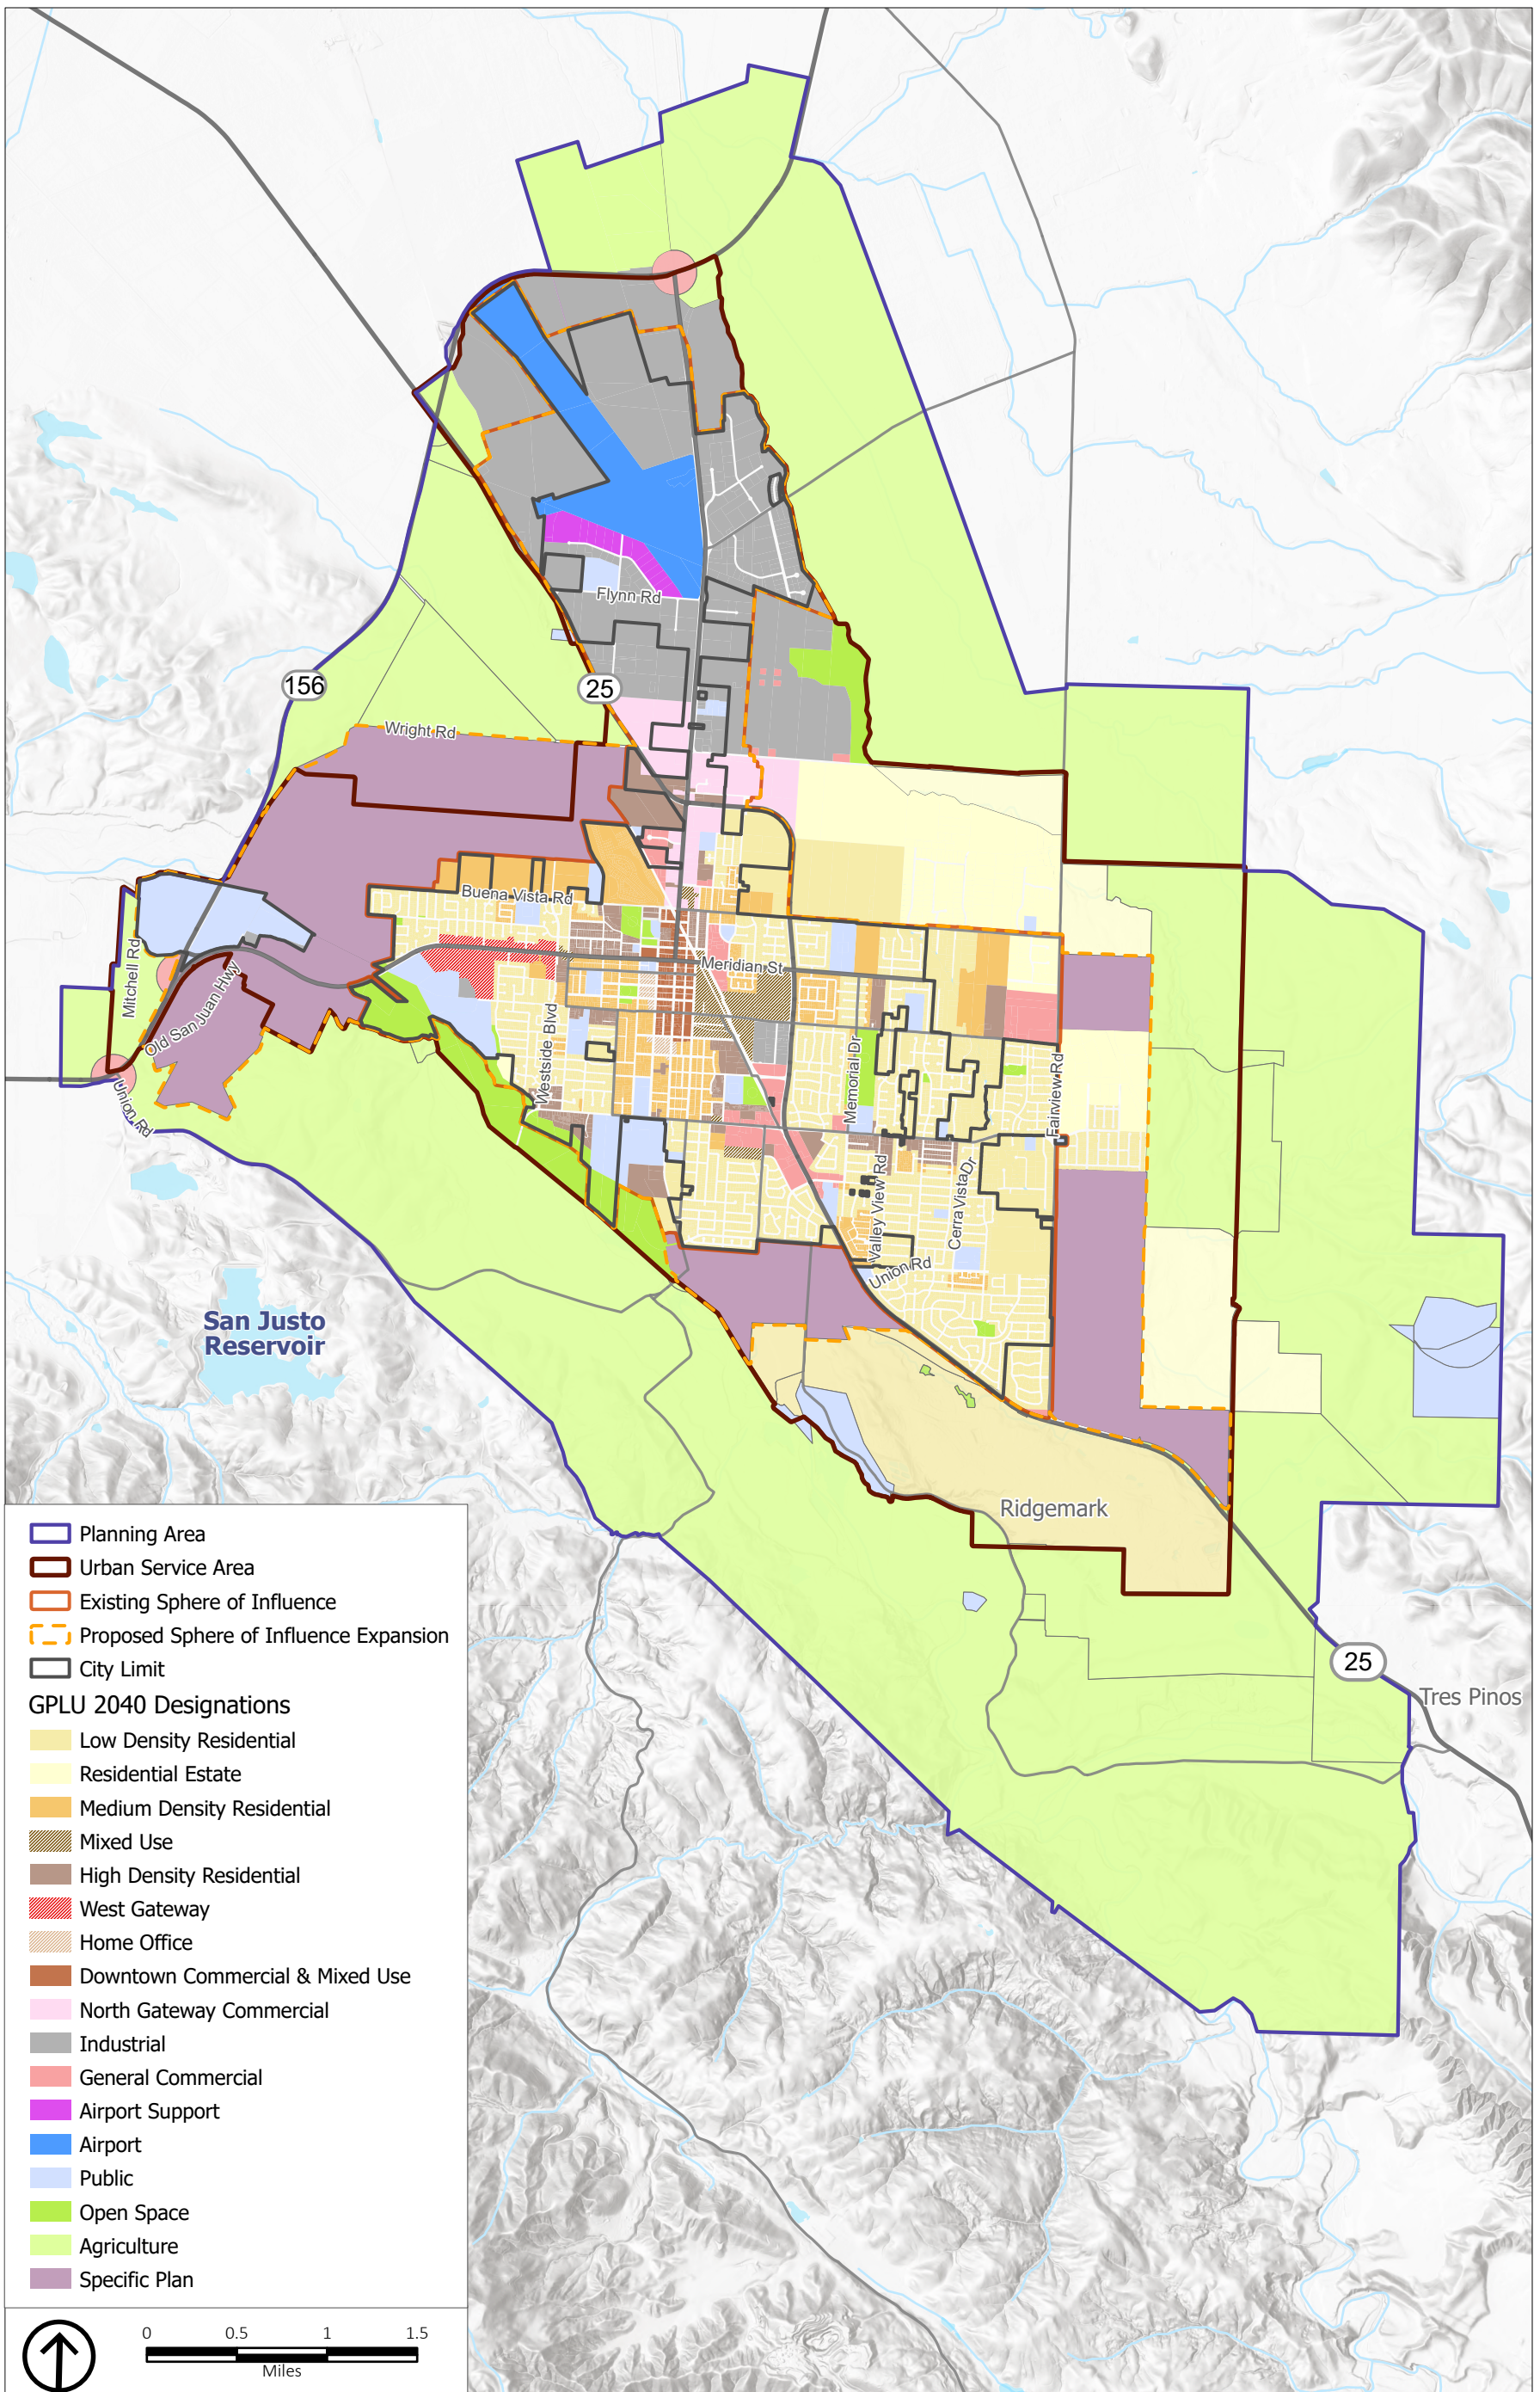 Flynn Rd
156
25
Wright Rd
Buena Vista Rd
Meridian St
Mitchell Rd
Old San Juan Hwy
Westside Blvd
Memorial Dr
Fairview Rd
Union Rd
Valley View Rd
Cerra Vista Dr
Union Rd
San Justo
Reservoir
Ridgemark
25
Tres Pinos
Planning Area
Urban Service Area
Existing Sphere of Influence
Proposed Sphere of Influence Expansion
City Limit
GPLU 2040 Designations
Low Density Residential
Residential Estate
Medium Density Residential
Mixed Use
High Density Residential
West Gateway
Home Office
Downtown Commercial & Mixed Use
North Gateway Commercial
Industrial
General Commercial
Airport Support
Airport
Public
Open Space
Agriculture
Specific Plan
0 0.5 1 1.5
Miles